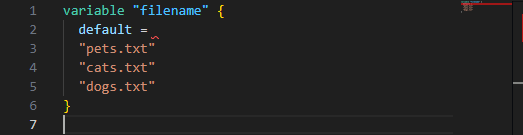 1 variable "filename" {
2 default =
3 "pets.txt"
4 "cats.txt"
5 "dogs.txt"
6 }
7